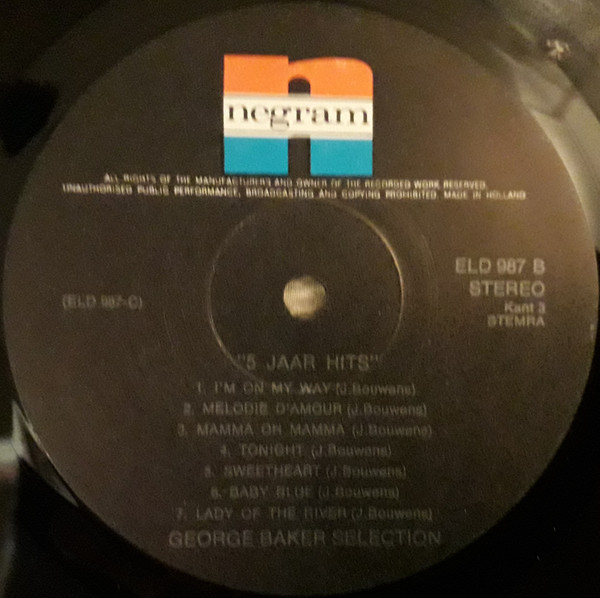 negram
ALL RIGHTS OF THE MANUFACTURERS AND OWNER OF THE RECORDED WORK RESERVED.
UNAUTHORISED PUBLIC PERFORMANCE, BROADCASTING AND COPYING PROHIBITED. MADE IN HOLLAND
ELD 987 B
STEREO
(ELD 987-C)
Kant 3
STEMRA
"5 JAAR HITS"
1. I'M ON MY WAY (J.Bouwens)
2. MELODIE D'AMOUR (J.Bouwens)
3. MAMMA OH MAMMA (J.Bouwens)
4. TONIGHT (J.Bouwens)
5. SWEETHEART (J.Bouwens)
6. BABY BLUE (J.Bouwens)
7. LADY OF THE RIVER (J.Bouwens)
GEORGE BAKER SELECTION